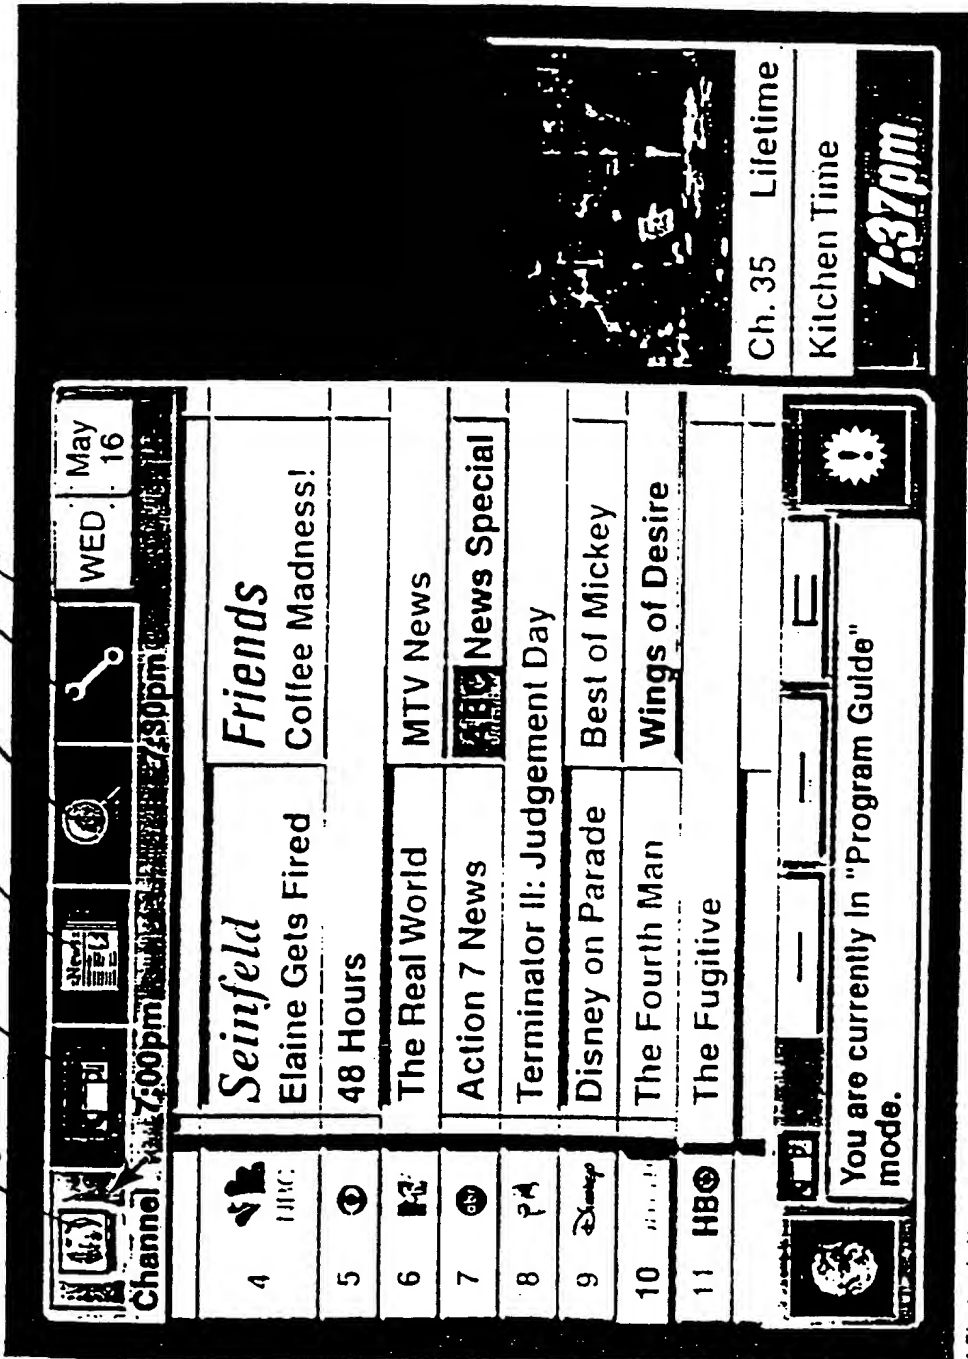 WED May 16
Channel 7:00pm 7:30pm
4 NBC Seinfeld Friends
Elaine Gets Fired Coffee Madness!
5 48 Hours
6 The Real World MTV News
7 abc Action 7 News ABC News Special
8 Terminator II: Judgement Day
9 Disney Disney on Parade Best of Mickey
10 The Fourth Man Wings of Desire
11 HBO The Fugitive
You are currently in "Program Guide"
mode.
Ch. 35 Lifetime
Kitchen Time
7:37pm